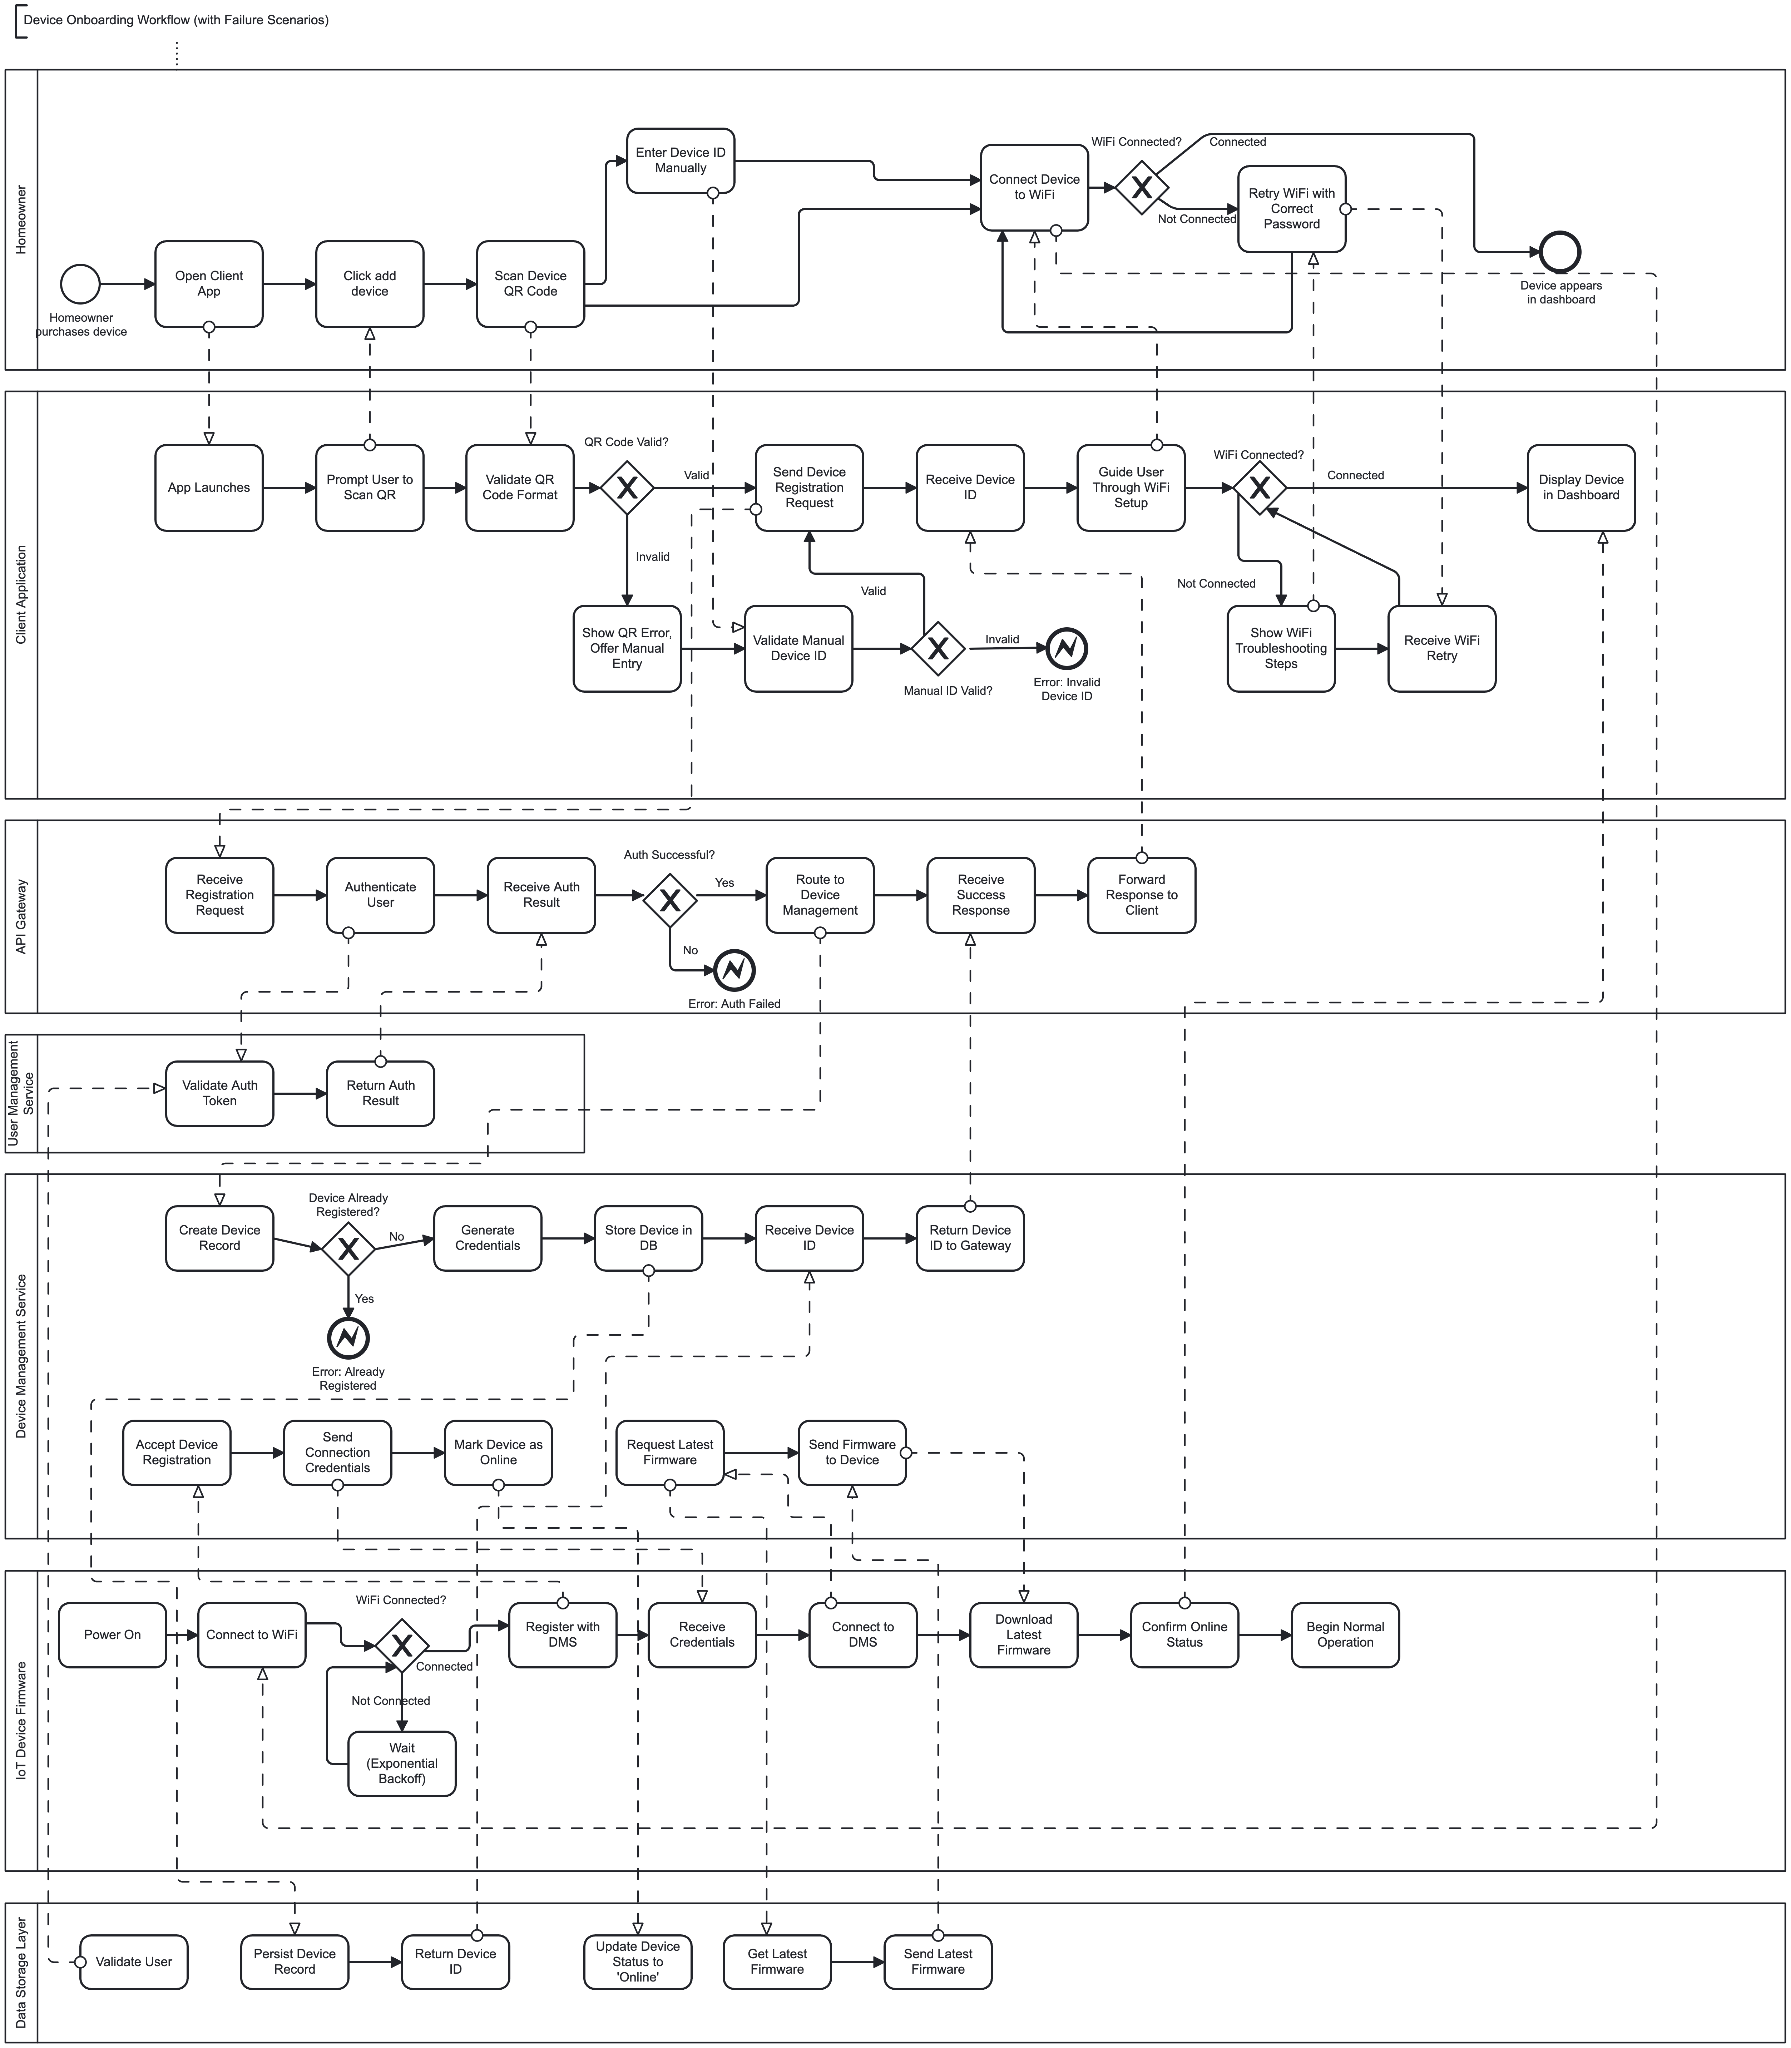 Device Onboarding Workflow (with Failure Scenarios)
Homeowner
Homeowner
purchases device
Open Client
App
Click add
device
Scan Device
QR Code
Enter Device ID
Manually
Connect Device
to WiFi
WiFi Connected?
Connected
Not Connected
Retry WiFi with
Correct
Password
Device appears
in dashboard
Client Application
App Launches
Prompt User to
Scan QR
Validate QR
Code Format
QR Code Valid?
Valid
Invalid
Send Device
Registration
Request
Receive Device
ID
Guide User
Through WiFi
Setup
WiFi Connected?
Connected
Display Device
in Dashboard
Not Connected
Show QR Error,
Offer Manual
Entry
Validate Manual
Device ID
Valid
Manual ID Valid?
Invalid
Error: Invalid
Device ID
Show WiFi
Troubleshooting
Steps
Receive WiFi
Retry
API Gateway
Receive
Registration
Request
Authenticate
User
Receive Auth
Result
Auth Successful?
Yes
No
Error: Auth Failed
Route to
Device
Management
Receive
Success
Response
Forward
Response to
Client
User Management
Service
Validate Auth
Token
Return Auth
Result
Device Management Service
Create Device
Record
Device Already
Registered?
No
Yes
Error: Already
Registered
Generate
Credentials
Store Device in
DB
Receive Device
ID
Return Device
ID to Gateway
Accept Device
Registration
Send
Connection
Credentials
Mark Device as
Online
Request Latest
Firmware
Send Firmware
to Device
IoT Device Firmware
Power On
Connect to WiFi
WiFi Connected?
Connected
Not Connected
Wait
(Exponential
Backoff)
Register with
DMS
Receive
Credentials
Connect to
DMS
Download
Latest
Firmware
Confirm Online
Status
Begin Normal
Operation
Data Storage Layer
Validate User
Persist Device
Record
Return Device
ID
Update Device
Status to
'Online'
Get Latest
Firmware
Send Latest
Firmware